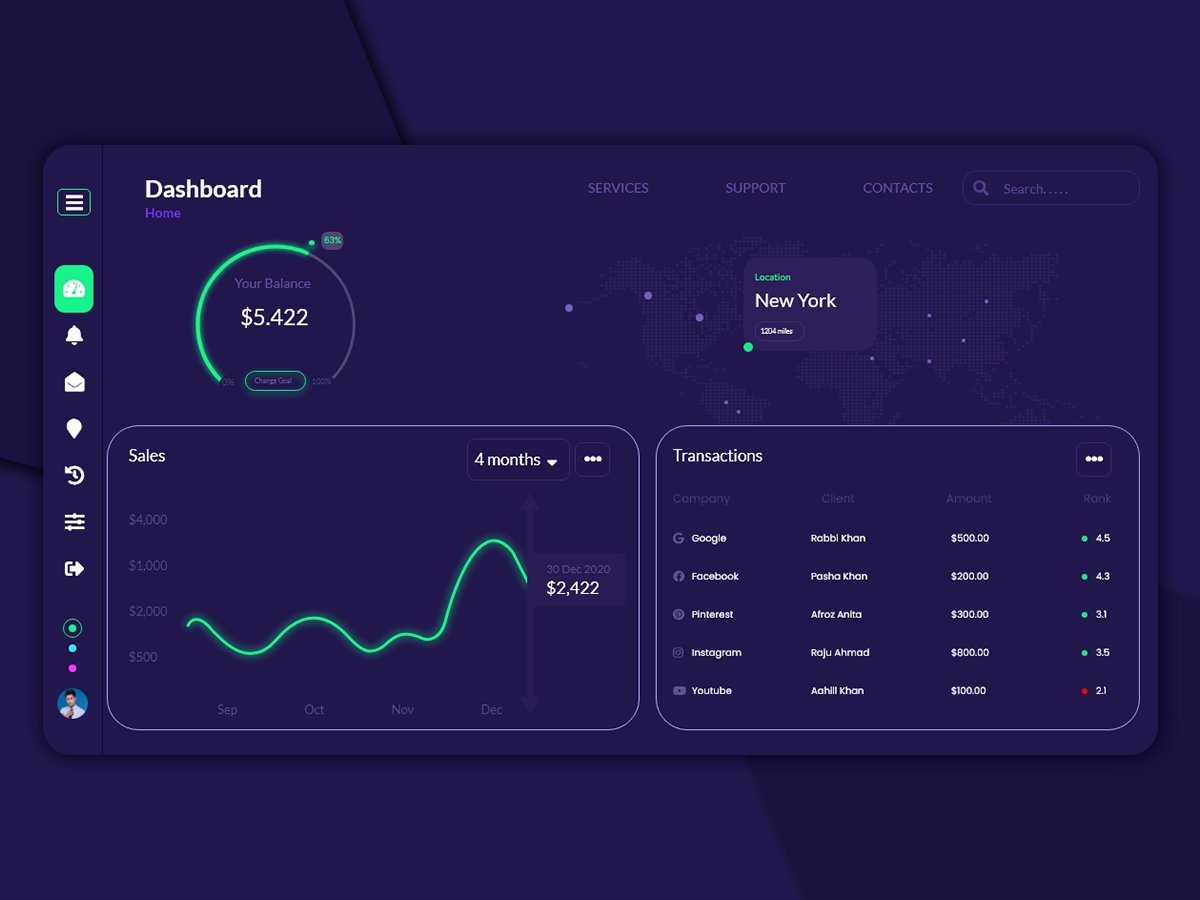 Dashboard
Home
SERVICES
SUPPORT
CONTACTS
Search.....
63%
Your Balance
$5.422
0%
Change Goal
100%
Location
New York
1204 miles
Sales
4 months
$4,000
$1,000
$2,000
$500
30 Dec 2020
$2,422
Sep
Oct
Nov
Dec
Transactions
Company Client Amount Rank
Google Rabbi Khan $500.00 4.5
Facebook Pasha Khan $200.00 4.3
Pinterest Afroz Anita $300.00 3.1
Instagram Raju Ahmad $800.00 3.5
Youtube Aahill Khan $100.00 2.1